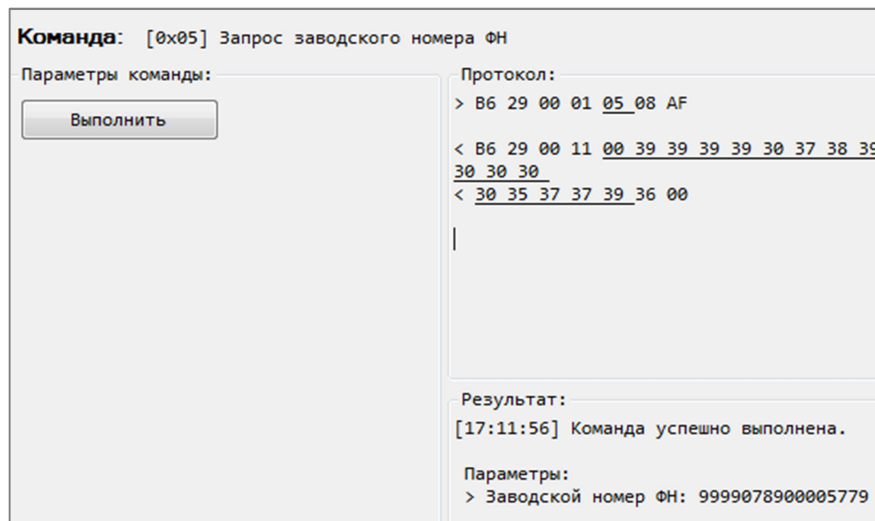 Команда: [0x05] Запрос заводского номера ФН
Параметры команды:
Выполнить
Протокол:
> B6 29 00 01 05 08 AF
< B6 29 00 11 00 39 39 39 39 30 37 38 39
30 30 30
< 30 35 37 37 39 36 00
Результат:
[17:11:56] Команда успешно выполнена.
Параметры:
> Заводской номер ФН: 9999078900005779